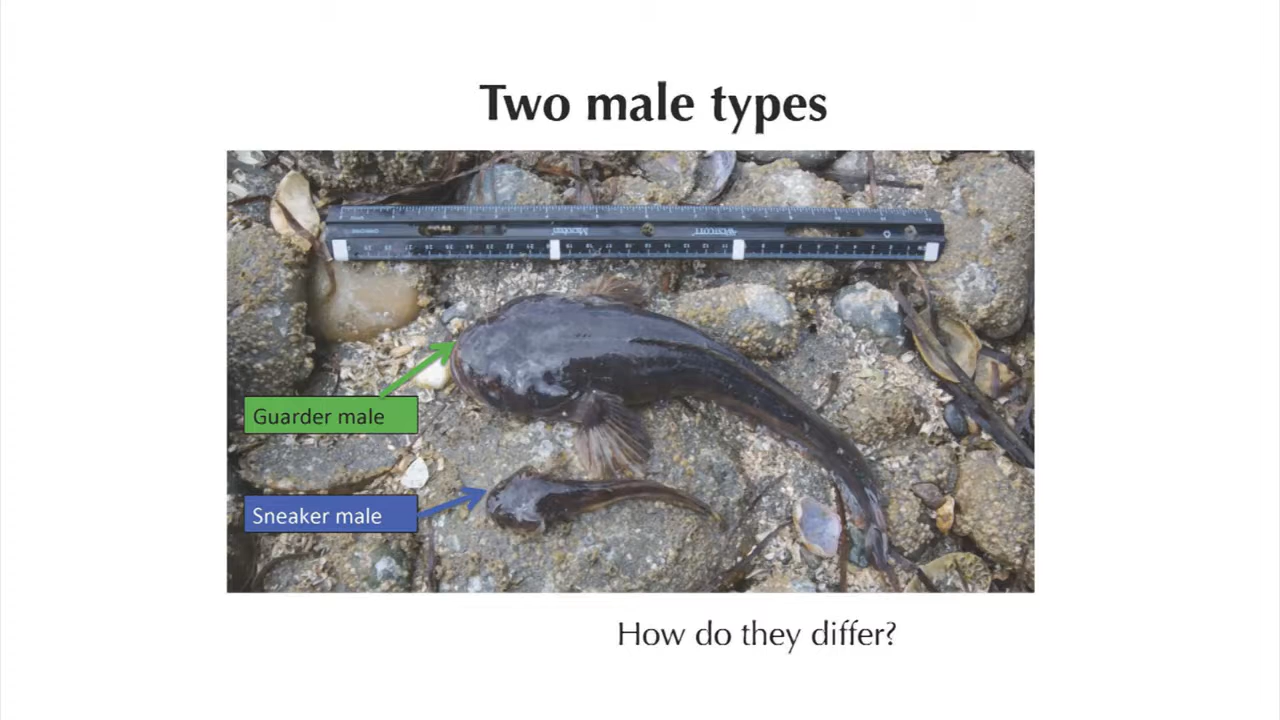 Two male types
Guarder male
Sneaker male
How do they differ?